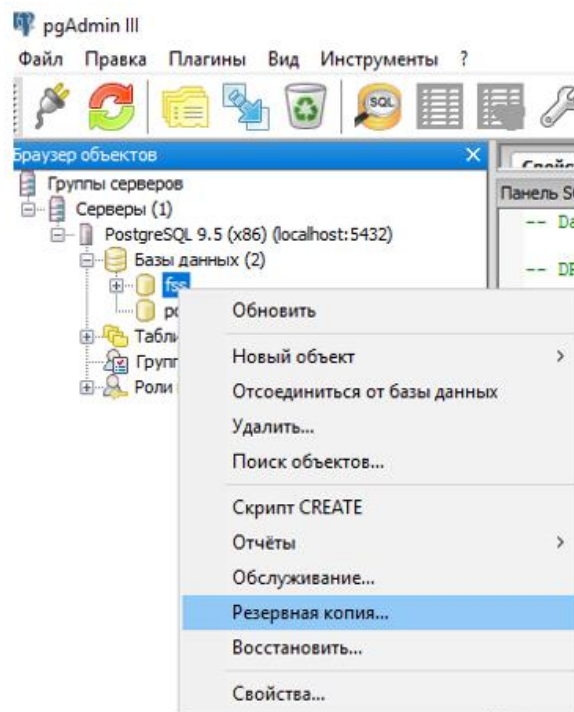 pgAdmin III
Файл Правка Плагины Вид Инструменты ?
SQL
Браузер объектов
Группы серверов
Серверы (1)
PostgreSQL 9.5 (x86) (localhost:5432)
Базы данных (2)
fss
Роли
Панель
--
--
Обновить
Новый объект
Отсоединиться от базы данных
Удалить...
Поиск объектов...
Скрипт CREATE
Отчёты
Обслуживание...
Резервная копия...
Восстановить...
Свойства...